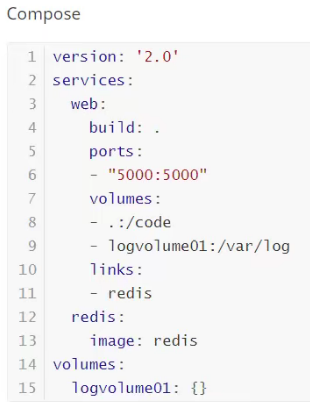 Compose
1 version: '2.0'
2 services:
3   web:
4     build: .
5     ports:
6     - "5000:5000"
7     volumes:
8     - .:/code
9     - logvolume01:/var/log
10     links:
11     - redis
12   redis:
13     image: redis
14 volumes:
15   logvolume01: {}